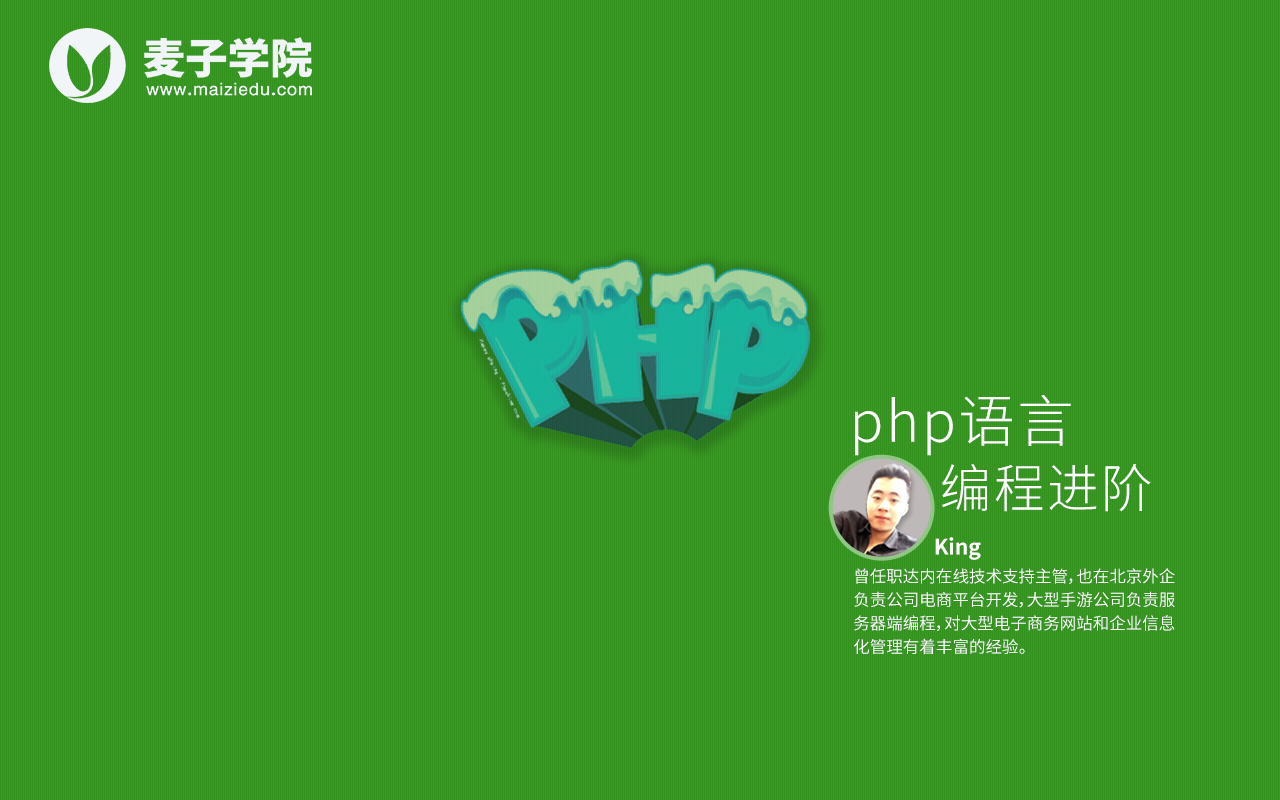 麦子学院
www.maiziedu.com
PHP
php语言
编程进阶
King
曾任职达内在线技术支持主管，也在北京外企
负责公司电商平台开发，大型手游公司负责服
务器端编程，对大型电子商务网站和企业信息
化管理有着丰富的经验。